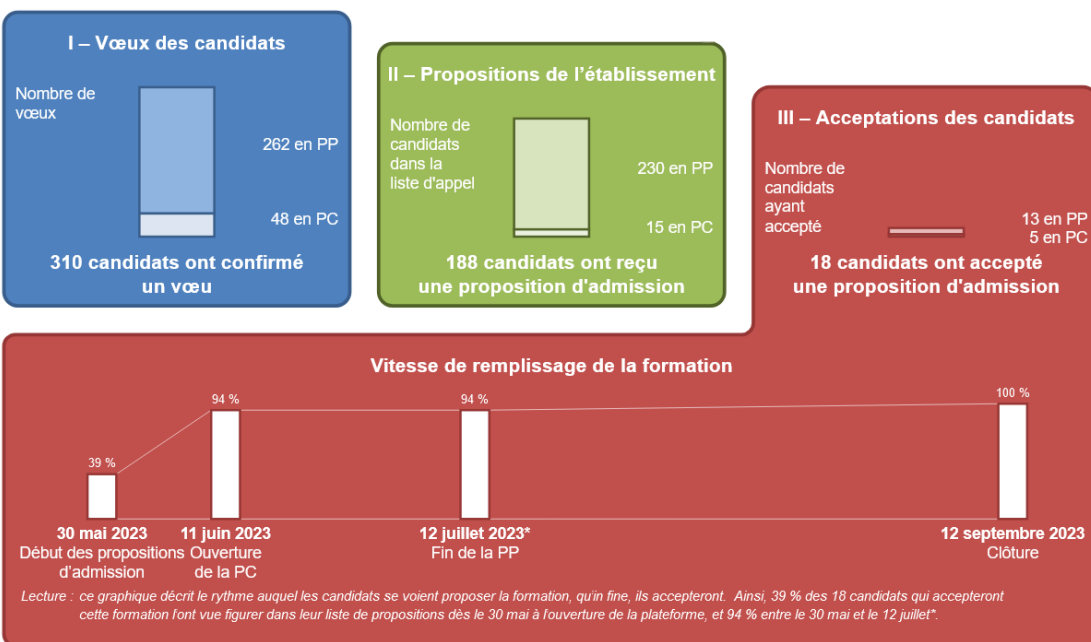 I – Vœux des candidats
Nombre de
vœux
262 en PP
48 en PC
310 candidats ont confirmé
un vœu
II – Propositions de l'établissement
Nombre de
candidats
dans la
liste d'appel
230 en PP
15 en PC
188 candidats ont reçu
une proposition d'admission
III – Acceptations des candidats
Nombre de
candidats
ayant
accepté
13 en PP
5 en PC
18 candidats ont accepté
une proposition d'admission
Vitesse de remplissage de la formation
39 %
94 %
94 %
100 %
30 mai 2023
Début des propositions
d'admission
11 juin 2023
Ouverture
de la PC
12 juillet 2023*
Fin de la PP
12 septembre 2023
Clôture
Lecture : ce graphique décrit le rythme auquel les candidats se voient proposer la formation, qu'in fine, ils accepteront. Ainsi, 39 % des 18 candidats qui accepteront
cette formation l'ont vue figurer dans leur liste de propositions dès le 30 mai à l'ouverture de la plateforme, et 94 % entre le 30 mai et le 12 juillet*.